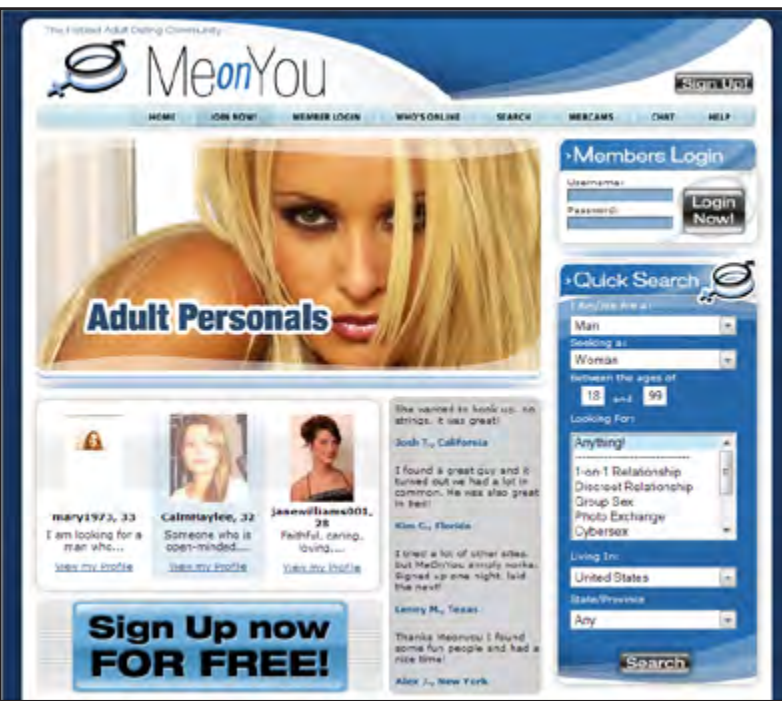 The Hottest Adult Dating Community
MeonYou
Sign Up!
HOME JOIN NOW! MEMBER LOGIN WHO'S ONLINE SEARCH WEBCAMS CHAT HELP
Adult Personals
›Members Login
Username:
Password:
Login
Now!
›Quick Search
I Am/We Are a:
Man
Seeking a:
Woman
Between the ages of
18 and 99
Looking For:
Anything!
------------------------
1-on-1 Relationship
Discreet Relationship
Group Sex
Photo Exchange
Cybersex
Living In:
United States
State/Province
Any
Search
mary1973, 33
I am looking for a
man who...
View my Profile
CalmHaylee, 32
Someone who is
open-minded....
View my Profile
janewilliams001,
28
Faithful, caring,
loving....
View my Profile
Sign Up now
FOR FREE!
She wanted to hook up, no
strings. it was great!
Josh T., California
I found a great guy and it
turned out we had a lot in
common. He was also great
in bed!
Kim C., Florida
I tried a lot of other sites,
but MeOnYou simply works.
Signed up one night, laid
the next!
Lenny M., Texas
Thanks Meonyou I found
some fun people and had a
nice time!
Alex J., New York